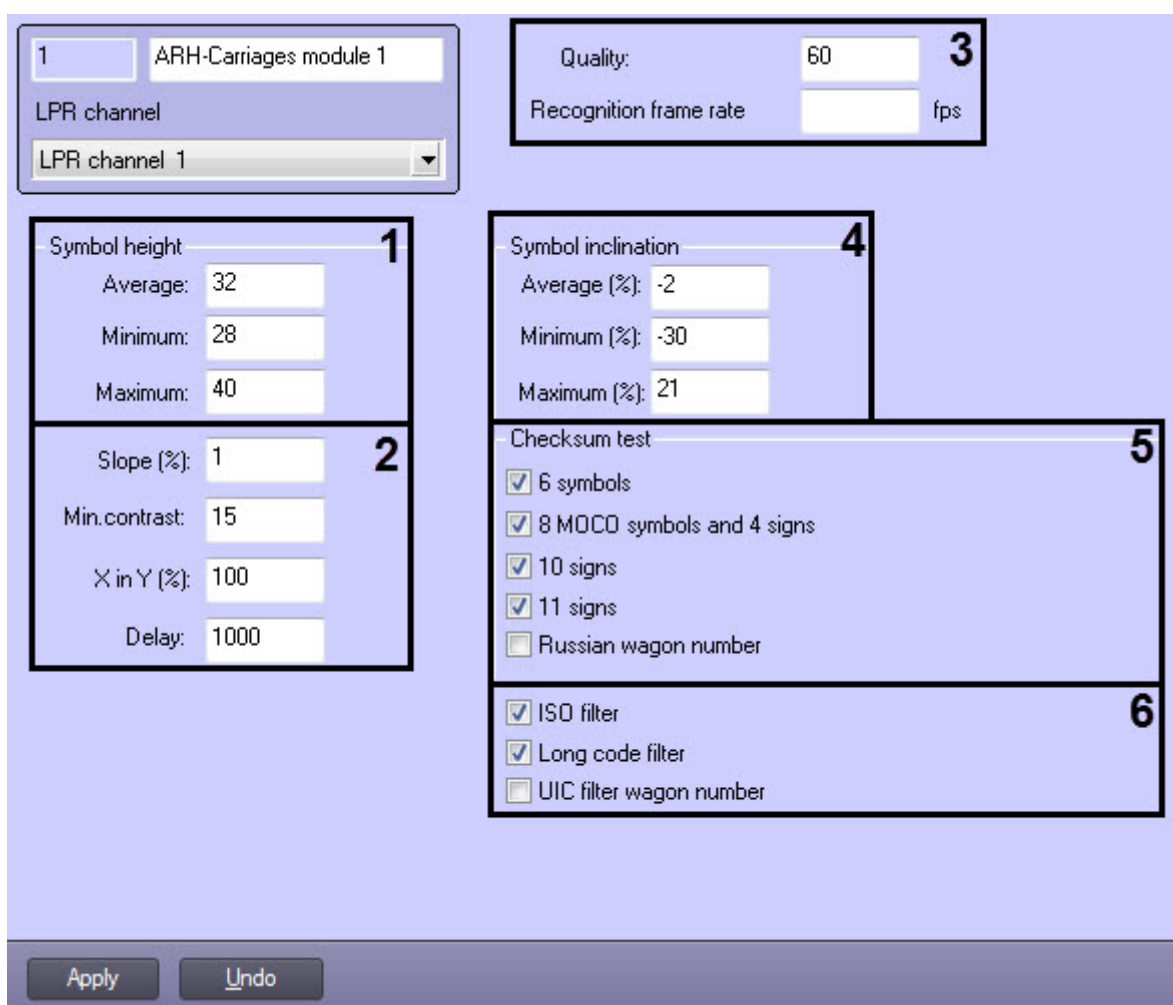 1 ARH-Carriages module 1
LPR channel
LPR channel 1
Quality: 60 3
Recognition frame rate fps
Symbol height 1
Average: 32
Minimum: 28
Maximum: 40
2
Slope (%): 1
Min.contrast: 15
X in Y (%): 100
Delay: 1000
Symbol inclination 4
Average (%): -2
Minimum (%): -30
Maximum (%): 21
Checksum test 5
6 symbols
8 MOCO symbols and 4 signs
10 signs
11 signs
Russian wagon number
ISO filter 6
Long code filter
UIC filter wagon number
Apply Undo